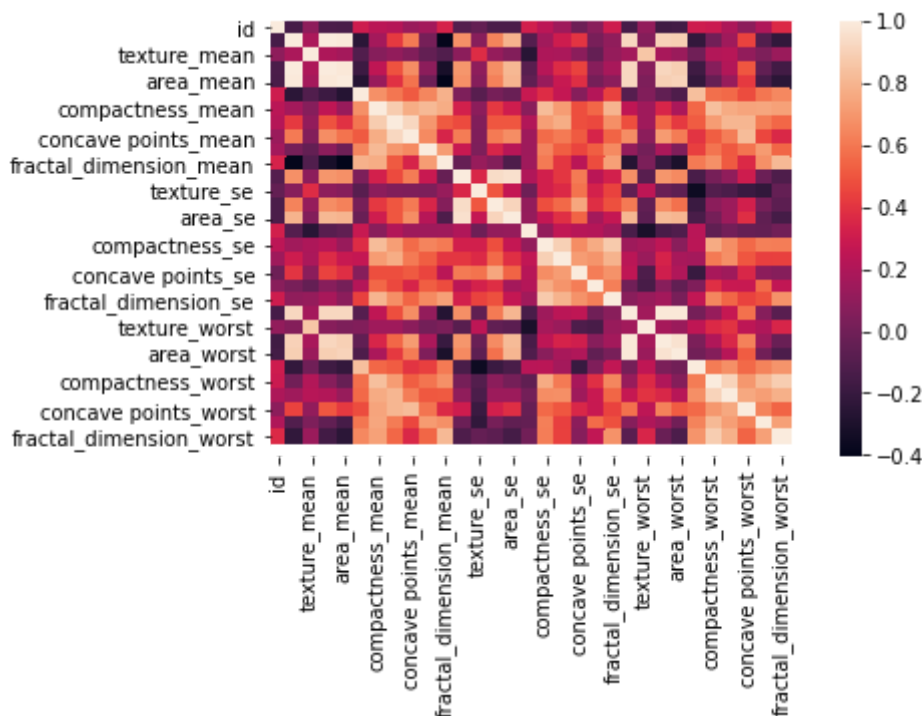 id
texture_mean
area_mean
compactness_mean
concave points_mean
fractal_dimension_mean
texture_se
area_se
compactness_se
concave points_se
fractal_dimension_se
texture_worst
area_worst
compactness_worst
concave points_worst
fractal_dimension_worst
id
texture_mean
area_mean
compactness_mean
concave points_mean
fractal_dimension_mean
texture_se
area_se
compactness_se
concave points_se
fractal_dimension_se
texture_worst
area_worst
compactness_worst
concave points_worst
fractal_dimension_worst
1.0
0.8
0.6
0.4
0.2
0.0
−0.2
−0.4